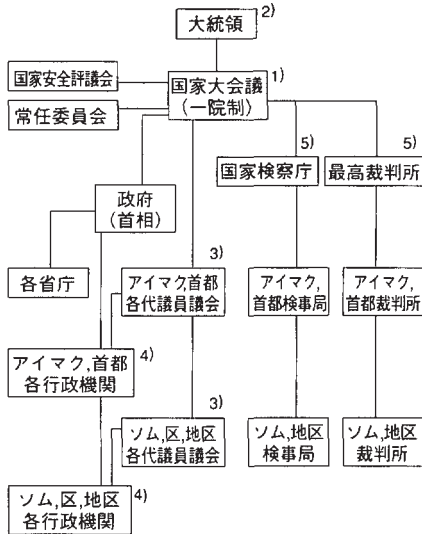 大統領 2)
国家安全評議会
国家大会議 1)
(一院制)
常任委員会
5)
5)
国家検察庁
最高裁判所
政府
(首相)
3)
各省庁
アイマク,首都
各代議員議会
アイマク,
首都検事局
アイマク,
首都裁判所
アイマク,首都
各行政機関
4)
3)
ソム,区,地区
各代議員議会
ソム,地区
検事局
ソム,地区
裁判所
ソム,区,地区
各行政機関
4)